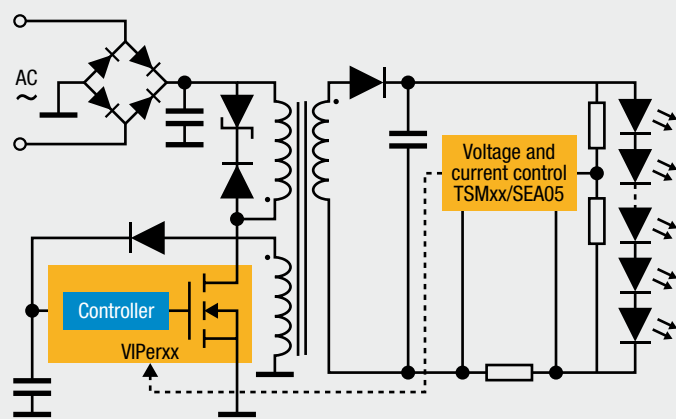 AC
~
Voltage and
current control
TSMxx/SEA05
Controller
VIPerxx